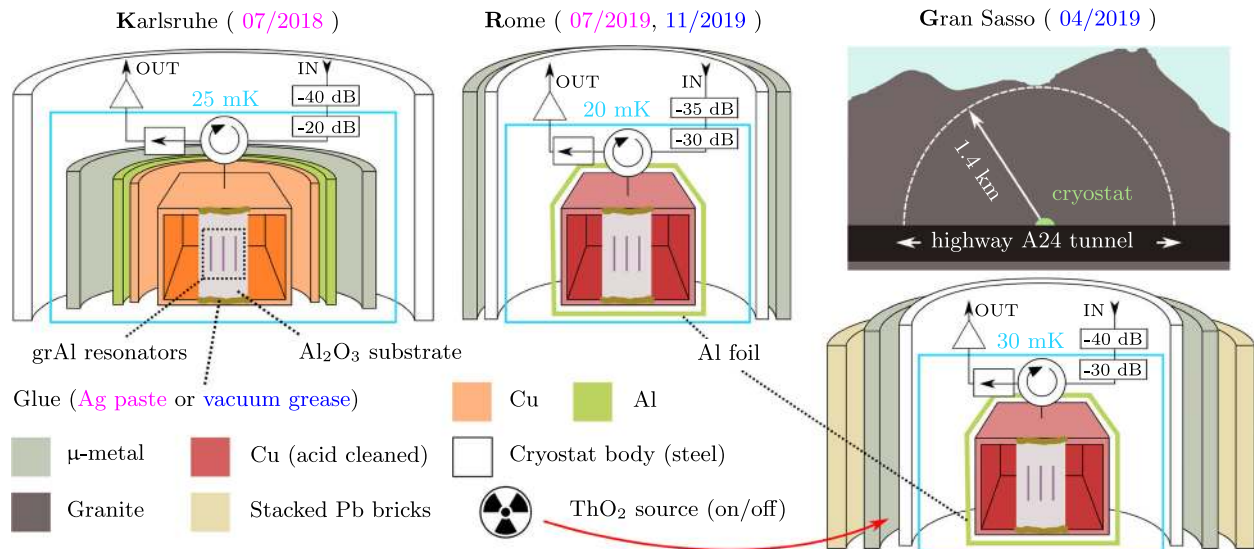 Karlsruhe ( 07/2018 )
OUT
IN
-40 dB
25 mK
-20 dB
Rome ( 07/2019, 11/2019)
OUT
IN
-35 dB
20 mK
-30 dB
Gran Sasso ( 04/2019)
1.4 km
cryostat
highway A24 tunnel
OUT
IN
-40 dB
30 mK
-30 dB
grAl resonators
Al₂O₃ substrate
Al foil
Glue (Ag paste or vacuum grease)
Cu
Al
μ-metal
Cu (acid cleaned)
Cryostat body (steel)
Granite
Stacked Pb bricks
ThO₂ source (on/off)